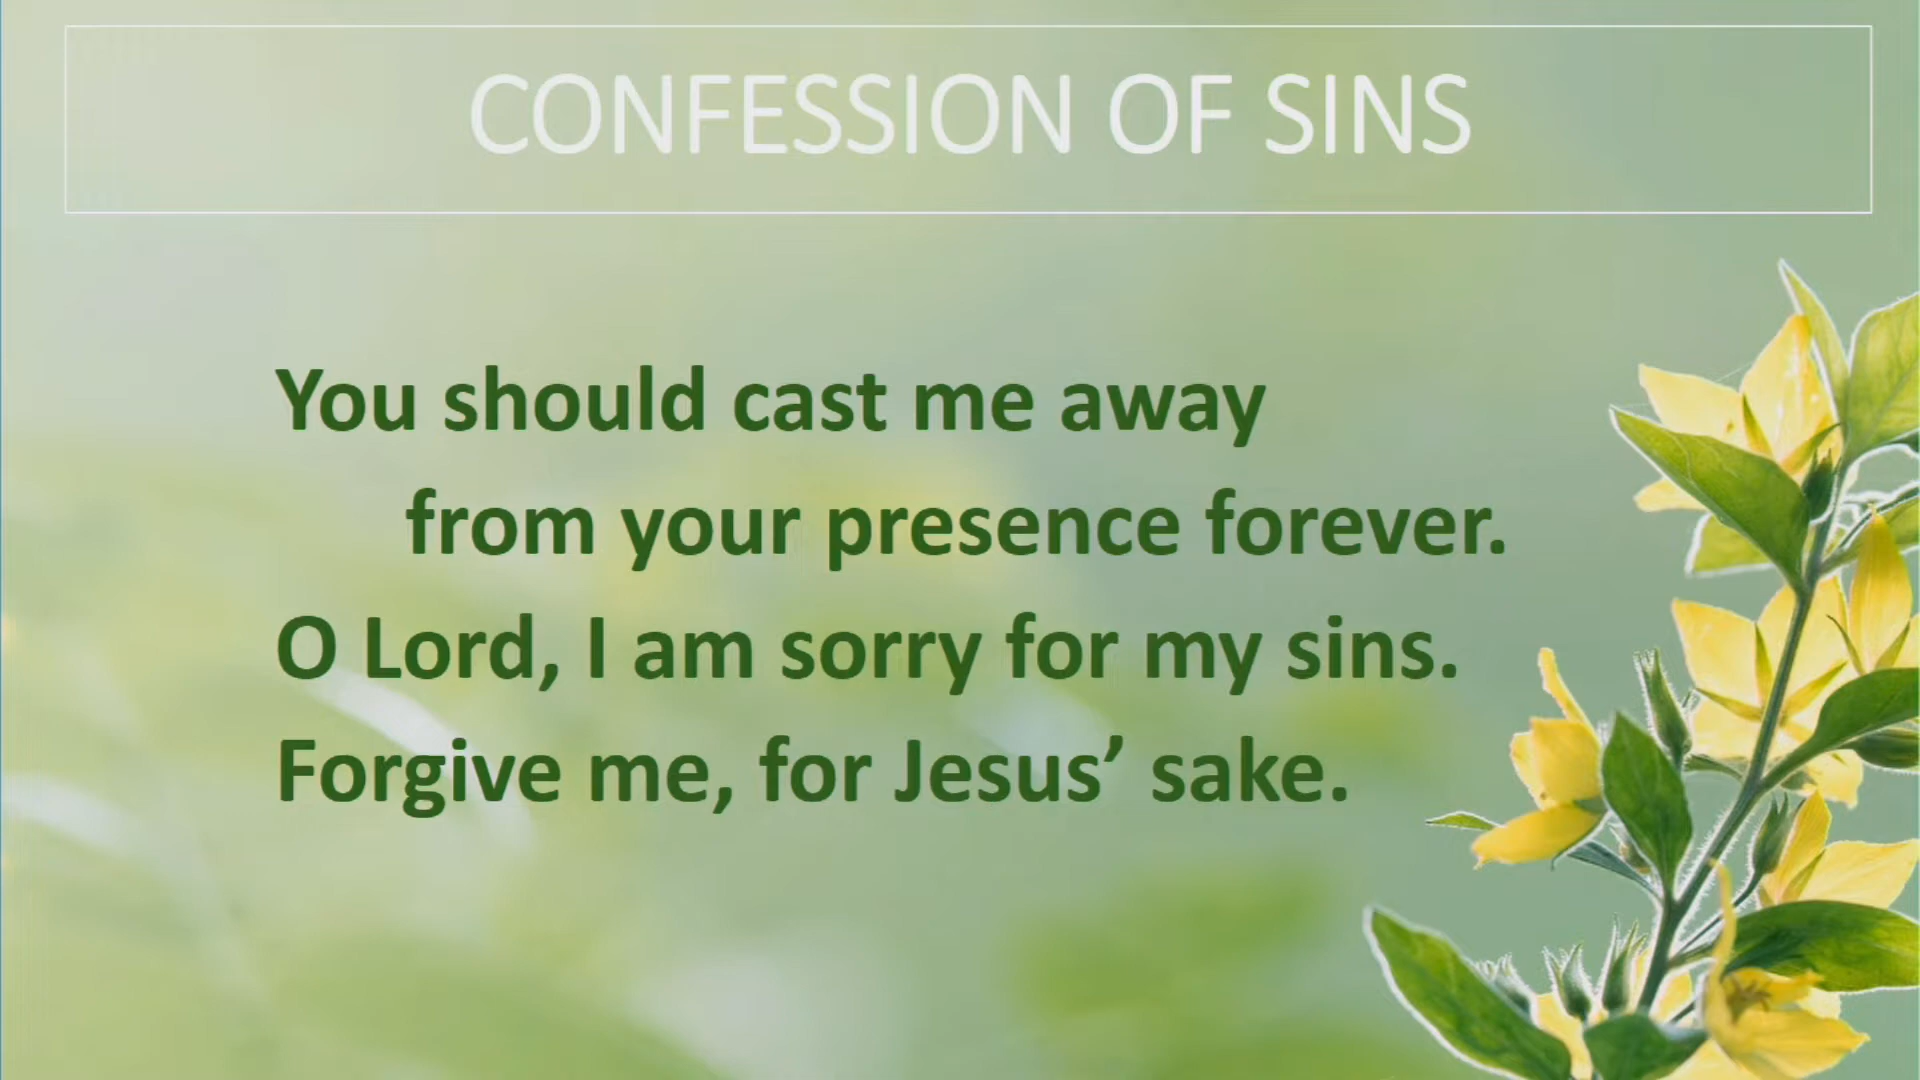 CONFESSION OF SINS
You should cast me away
from your presence forever.
O Lord, I am sorry for my sins.
Forgive me, for Jesus’ sake.